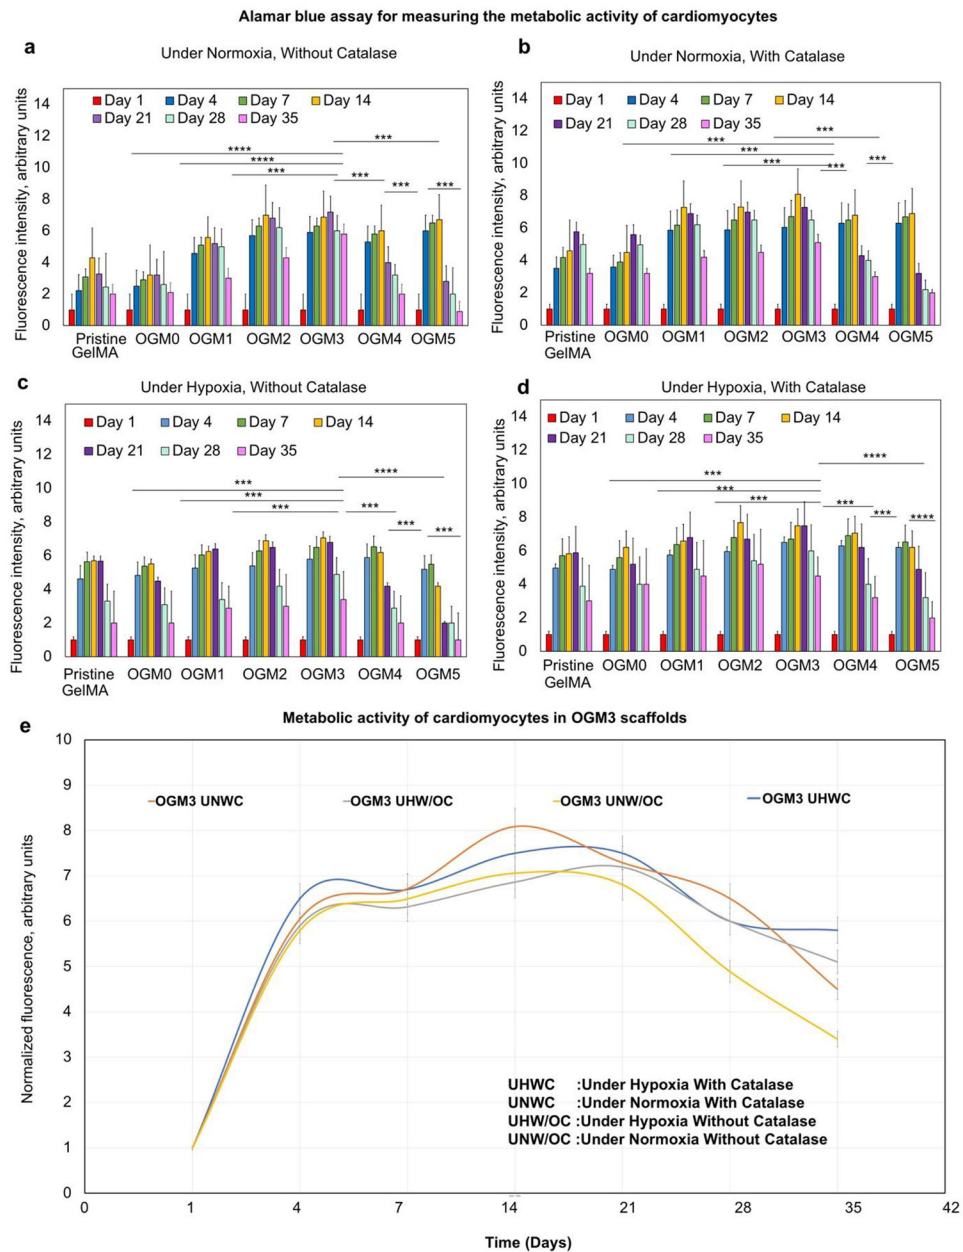 Alamar blue assay for measuring the metabolic activity of cardiomyocytes
a
Under Normoxia, Without Catalase
Fluorescence intensity, arbitrary units
14
12
10
8
6
4
2
0
Day 1 Day 4 Day 7 Day 14
Day 21 Day 28 Day 35
****
****
***
***
***
***
***
Pristine GelMA OGM0 OGM1 OGM2 OGM3 OGM4 OGM5
b
Under Normoxia, With Catalase
Fluorescence intensity, arbitrary units
14
12
10
8
6
4
2
0
Day 1 Day 4 Day 7 Day 14
Day 21 Day 28 Day 35
***
***
***
***
***
***
Pristine GelMA OGM0 OGM1 OGM2 OGM3 OGM4 OGM5
c
Under Hypoxia, Without Catalase
Fluorescence intensity, arbitrary units
14
12
10
8
6
4
2
0
Day 1 Day 4 Day 7 Day 14
Day 21 Day 28 Day 35
****
***
***
***
***
***
***
Pristine GelMA OGM0 OGM1 OGM2 OGM3 OGM4 OGM5
d
Under Hypoxia, With Catalase
Fluorescence intensity, arbitrary units
14
12
10
8
6
4
2
0
Day 1 Day 4 Day 7 Day 14
Day 21 Day 28 Day 35
****
***
***
***
***
***
****
Pristine GelMA OGM0 OGM1 OGM2 OGM3 OGM4 OGM5
e
Metabolic activity of cardiomyocytes in OGM3 scaffolds
Normalized fluorescence, arbitrary units
10
9
8
7
6
5
4
3
2
1
0
OGM3 UNWC OGM3 UHW/OC OGM3 UNW/OC OGM3 UHWC
UHWC :Under Hypoxia With Catalase
UNWC :Under Normoxia With Catalase
UHW/OC :Under Hypoxia Without Catalase
UNW/OC :Under Normoxia Without Catalase
0 1 4 7 14 21 28 35 42
Time (Days)